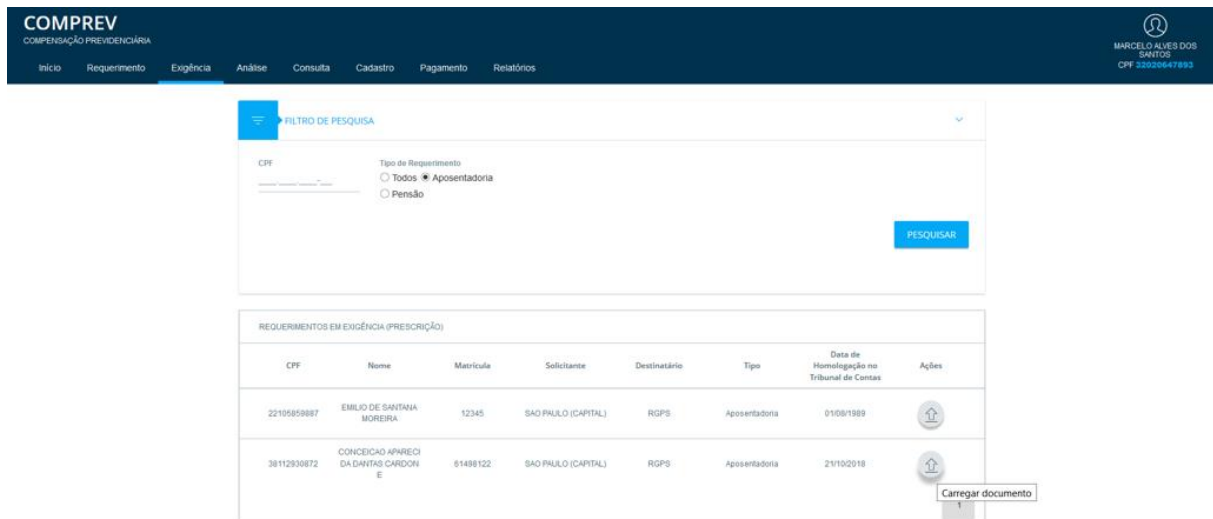 COMPREV
COMPENSAÇÃO PREVIDENCIÁRIA
MARCELO ALVES DOS
SANTOS
CPF 32020647893
Início Requerimento Exigência Análise Consulta Cadastro Pagamento Relatórios
FILTRO DE PESQUISA
CPF Tipo de Requerimento
___.___.___-__ Todos Aposentadoria
Pensão
PESQUISAR
REQUERIMENTOS EM EXIGÊNCIA (PRESCRIÇÃO)
CPF Nome Matrícula Solicitante Destinatário Tipo Data de Homologação no Tribunal de Contas Ações
22105859887 EMILIO DE SANTANA MOREIRA 12345 SAO PAULO (CAPITAL) RGPS Aposentadoria 01/08/1989
38112930872 CONCEICAO APARECI DA DANTAS CARDON E 61498122 SAO PAULO (CAPITAL) RGPS Aposentadoria 21/10/2018
Carregar documento
1